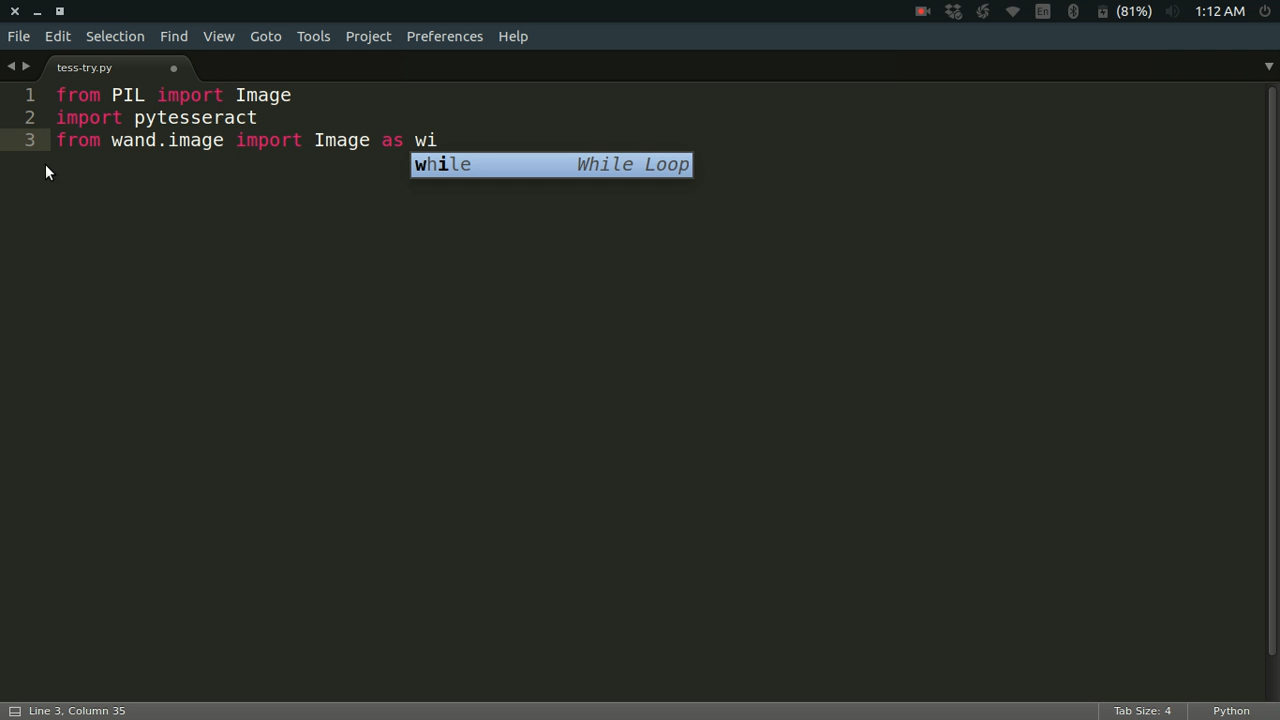 En (81%) 1:12 AM
File Edit Selection Find View Goto Tools Project Preferences Help
tess-try.py
1 from PIL import Image
2 import pytesseract
3 from wand.image import Image as wi
while While Loop
Line 3, Column 35 Tab Size: 4 Python